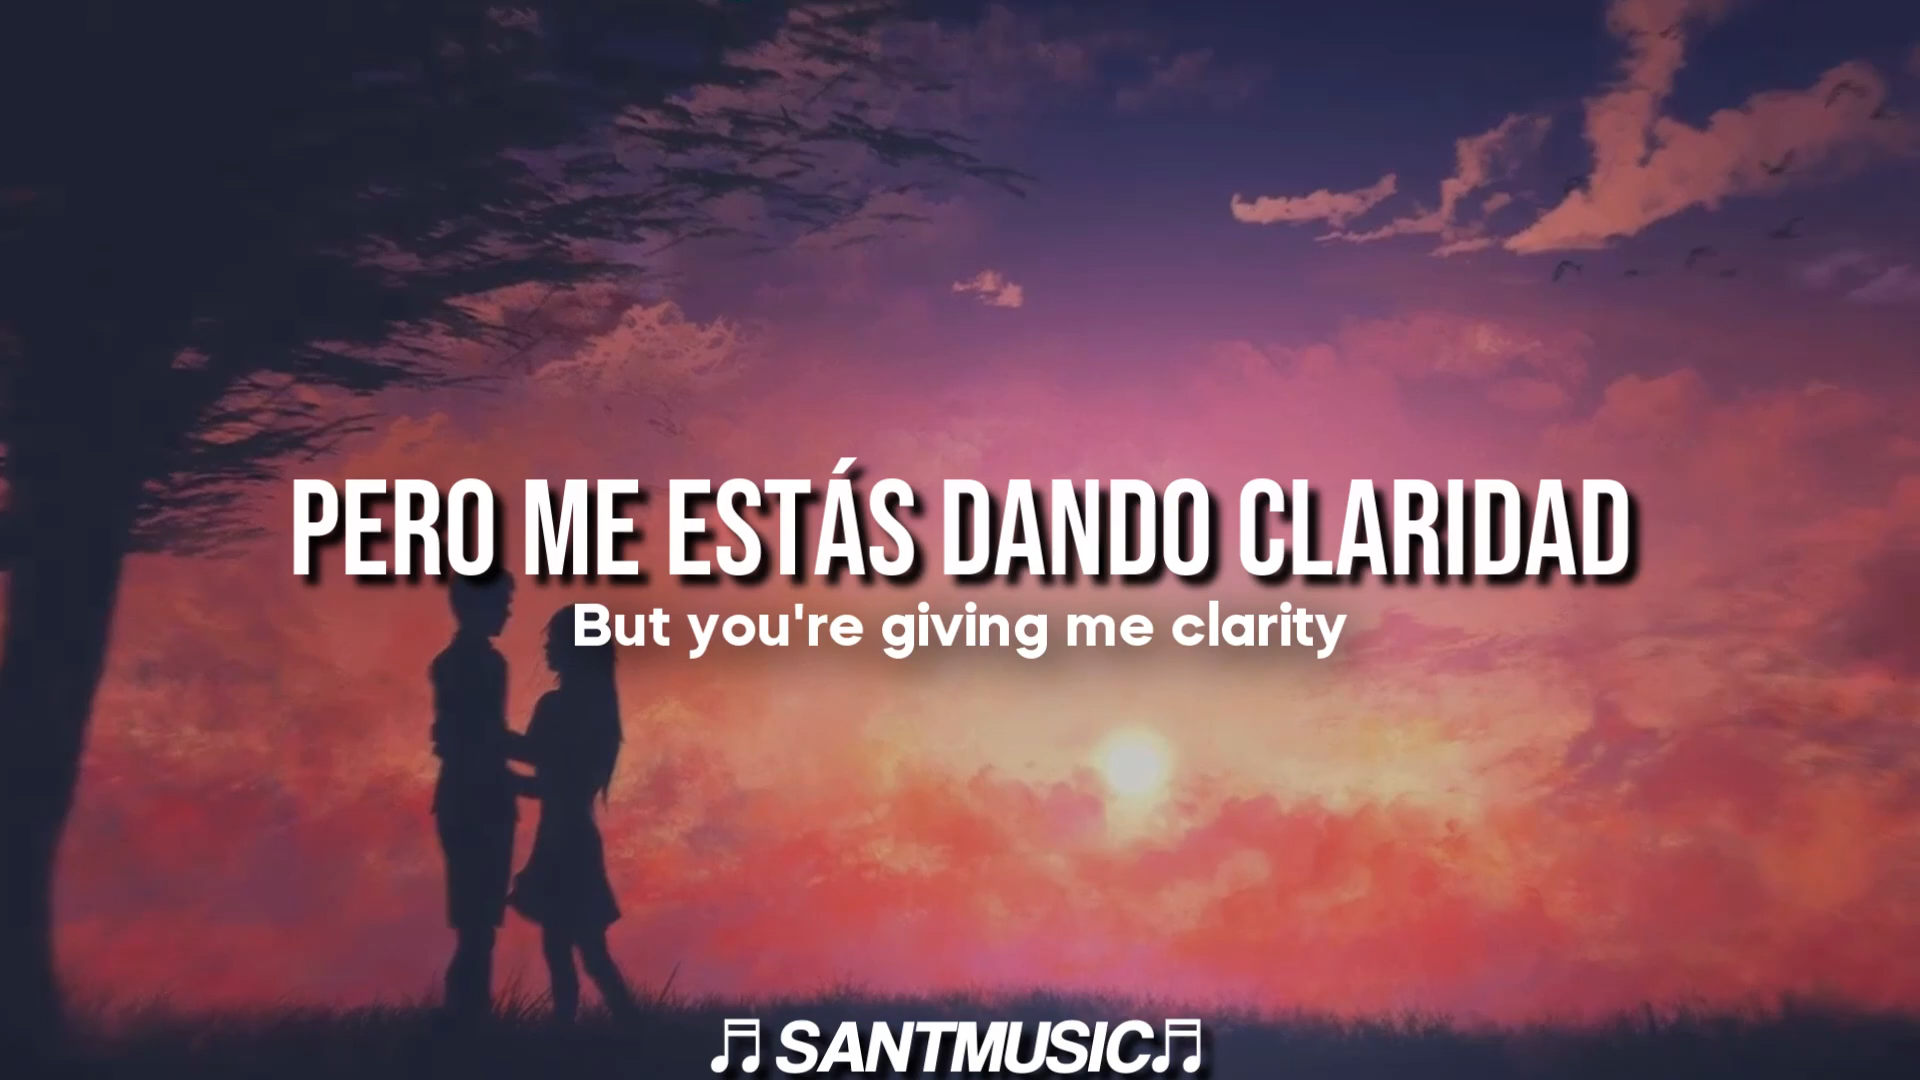 PERO ME ESTÁS DANDO CLARIDAD
But you're giving me clarity
♫ SANTMUSIC♫